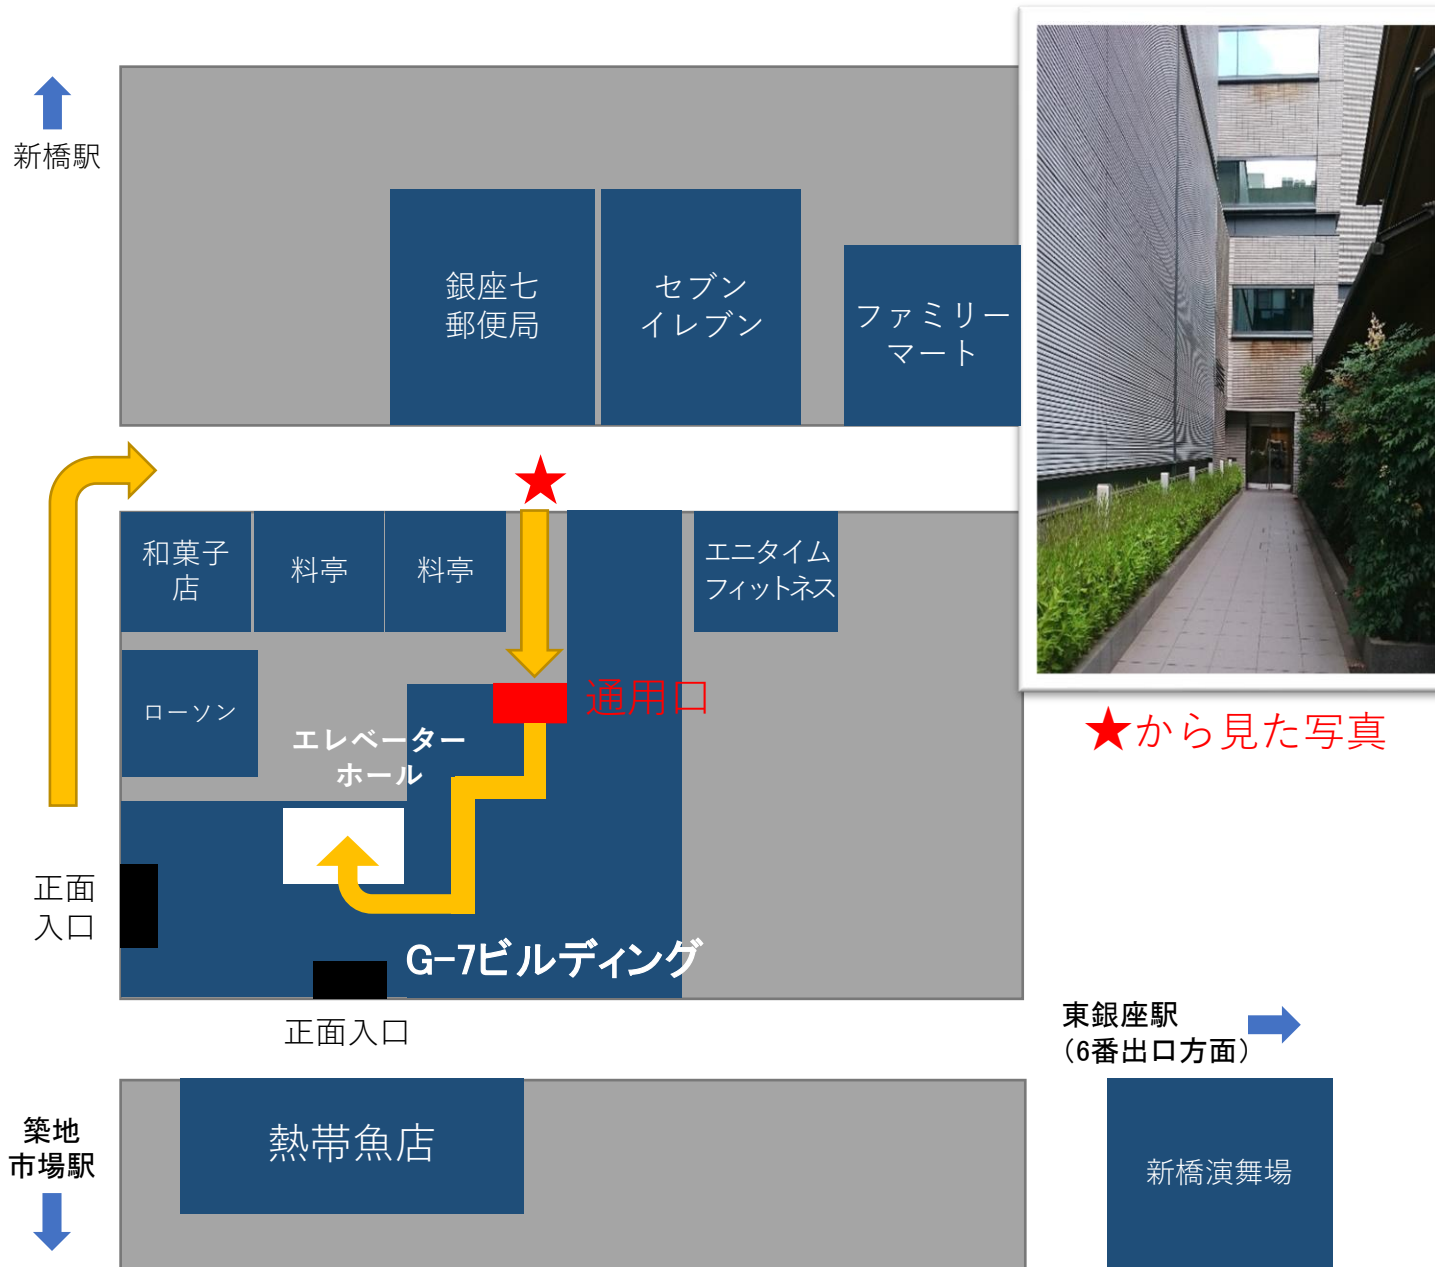 新橋駅
銀座七
郵便局
セブン
イレブン
ファミリー
マート
★
和菓子
店
料亭
料亭
エニタイム
フィットネス
ローソン
通用口
★から見た写真
エレベーター
ホール
正面
入口
G-7ビルディング
正面入口
東銀座駅
（6番出口方面）
築地
市場駅
熱帯魚店
新橋演舞場